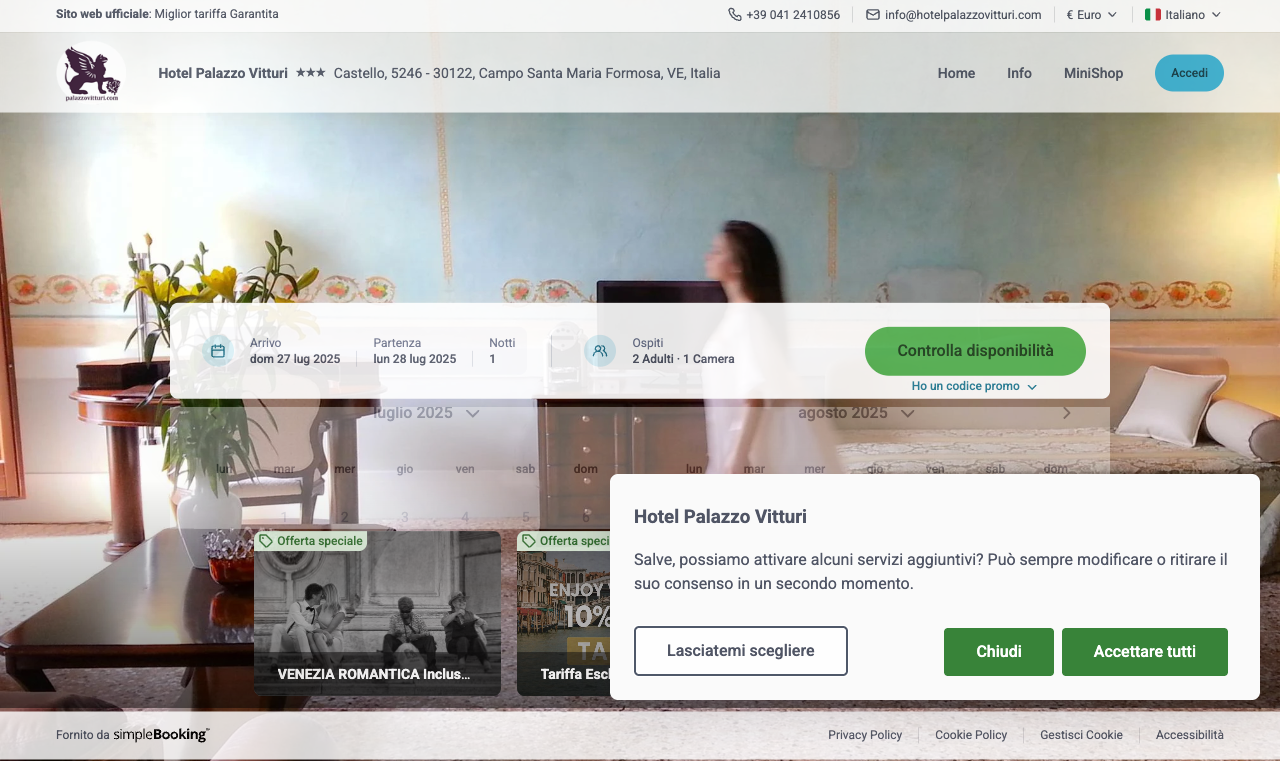 Sito web ufficiale: Miglior tariffa Garantita
+39 041 2410856
info@hotelpalazzovitturi.com
€ Euro
Italiano
palazzovitturi.com
Hotel Palazzo Vitturi ★★★ Castello, 5246 - 30122, Campo Santa Maria Formosa, VE, Italia
Home
Info
MiniShop
Accedi
Arrivo
dom 27 lug 2025
Partenza
lun 28 lug 2025
Notti
1
Ospiti
2 Adulti · 1 Camera
Controlla disponibilità
Ho un codice promo
luglio 2025
agosto 2025
lun mar mer gio ven sab dom
lun mar mer gio ven sab dom
1 2 3 4 5 6
Offerta speciale
VENEZIA ROMANTICA Inclus...
Offerta speci
ENJOY
10%
TA
Tariffa Escl
Hotel Palazzo Vitturi
Salve, possiamo attivare alcuni servizi aggiuntivi? Può sempre modificare o ritirare il
suo consenso in un secondo momento.
Lasciatemi scegliere
Chiudi
Accettare tutti
Fornito da simpleBooking™
Privacy Policy
Cookie Policy
Gestisci Cookie
Accessibilità